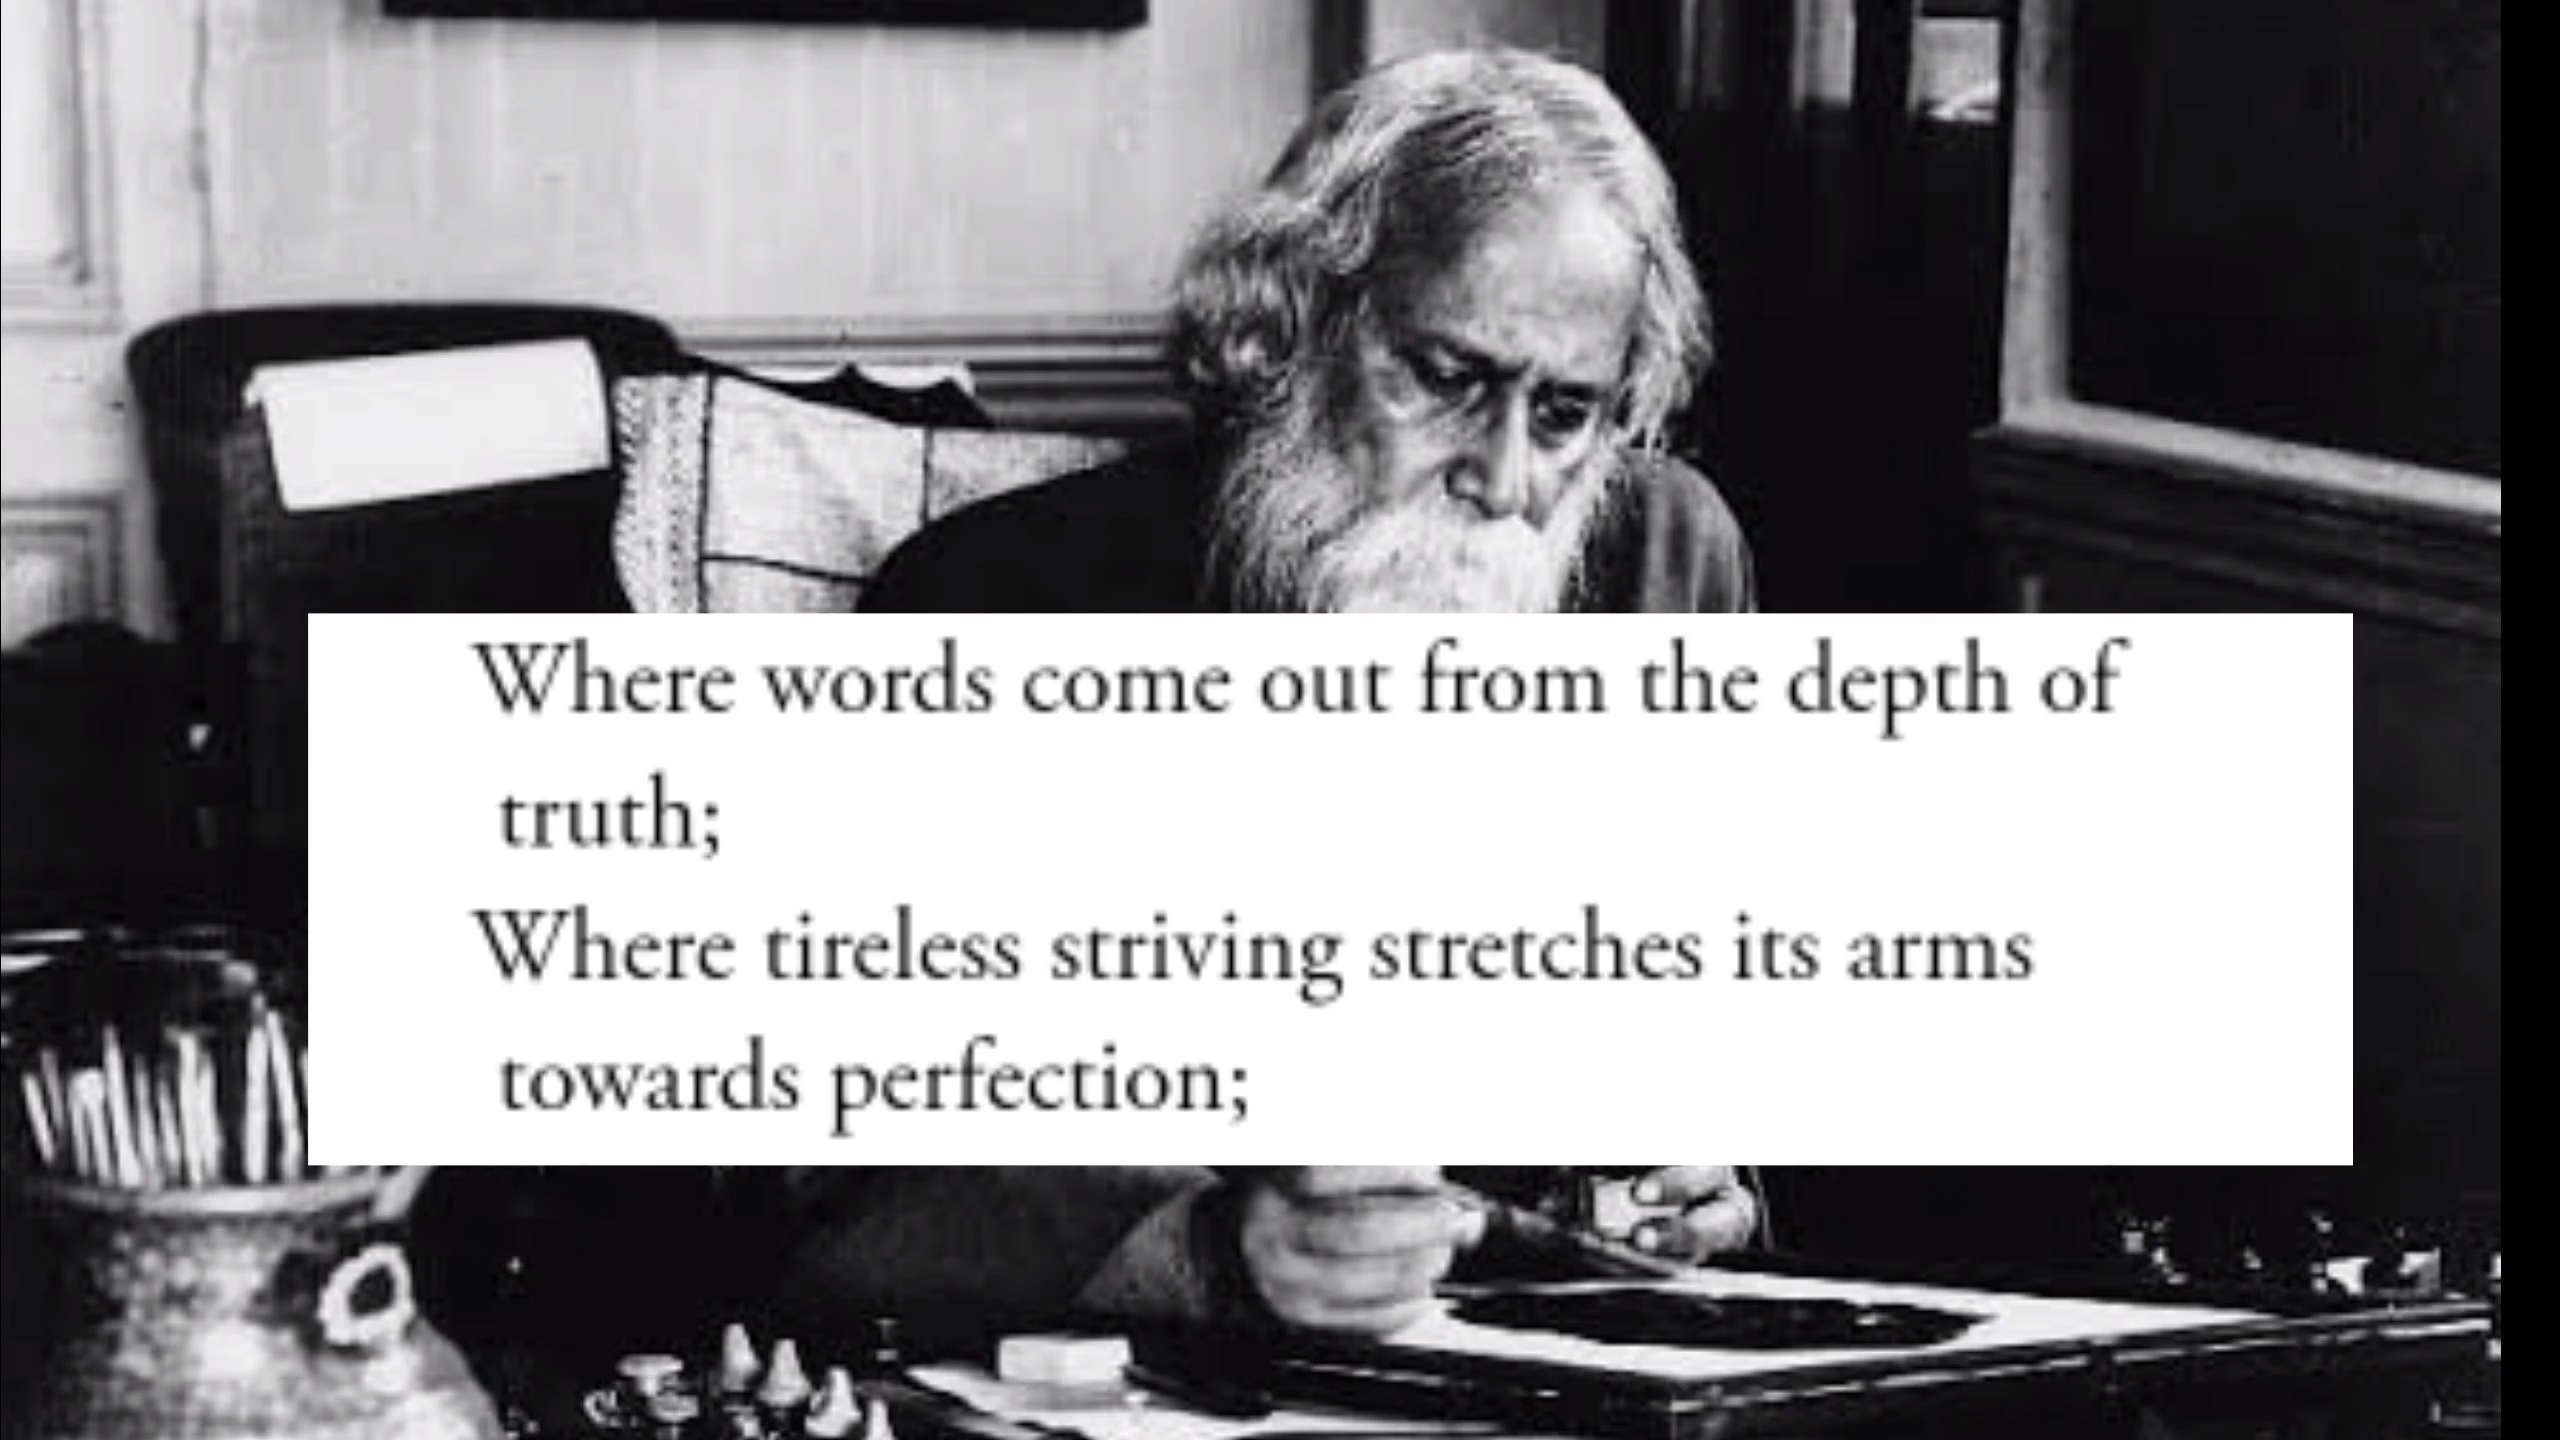 Where words come out from the depth of
truth;
Where tireless striving stretches its arms
towards perfection;